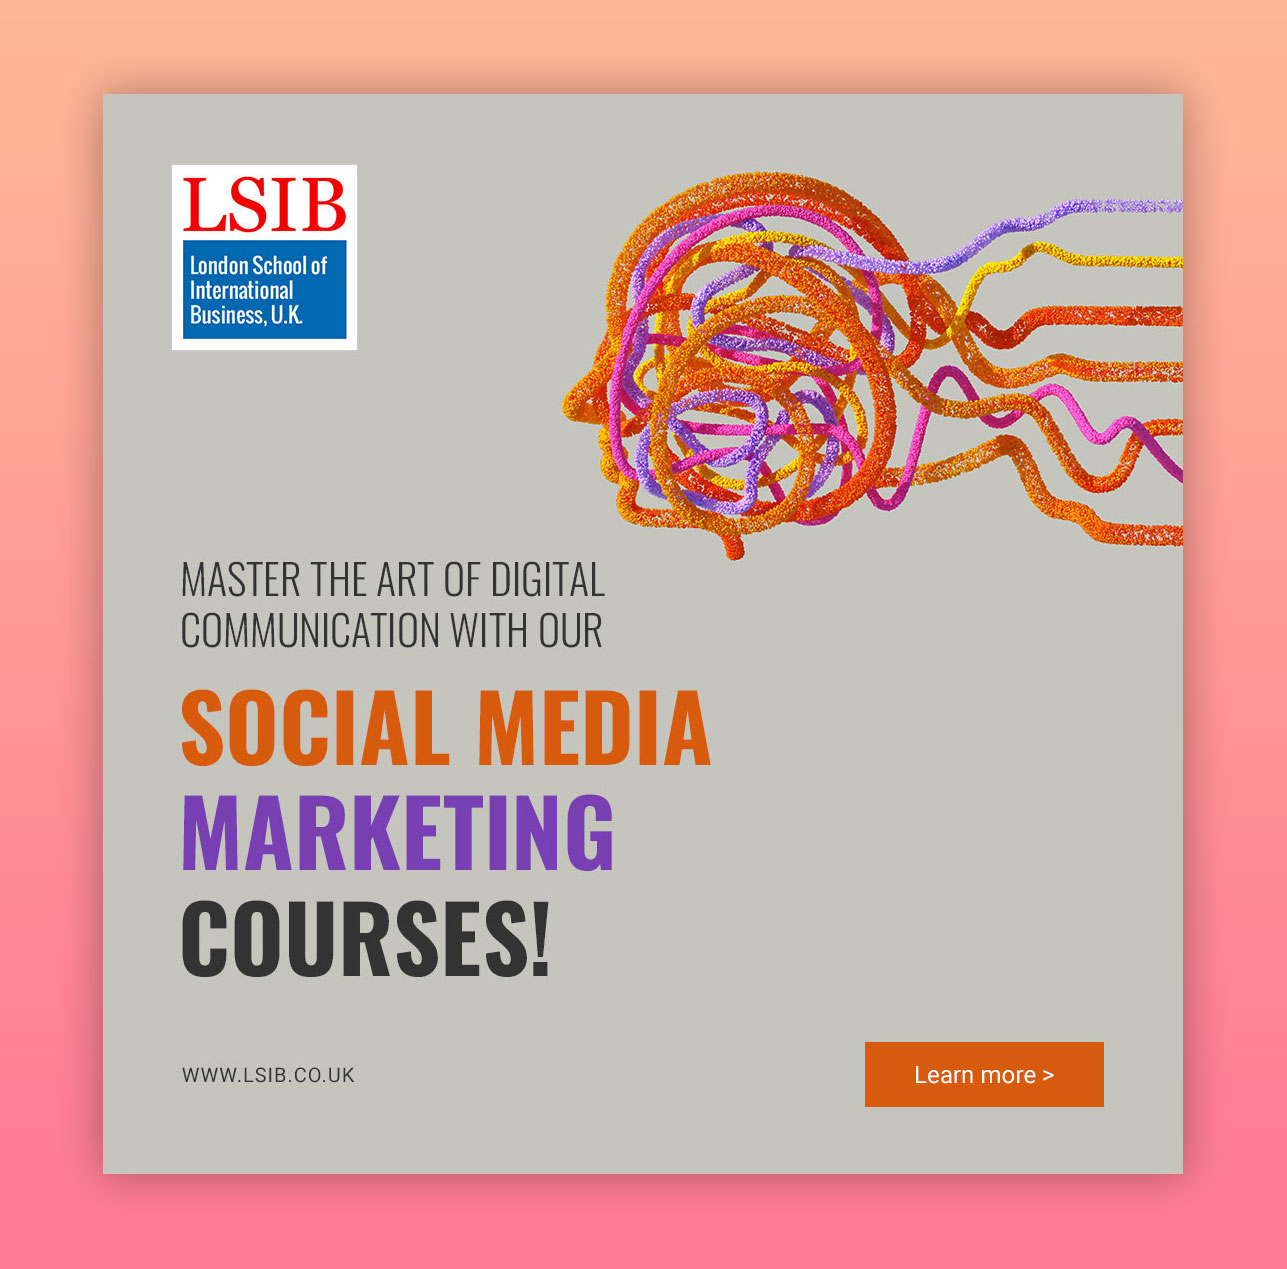 LSIB
London School of
International
Business, U.K.
MASTER THE ART OF DIGITAL
COMMUNICATION WITH OUR
SOCIAL MEDIA
MARKETING
COURSES!
WWW.LSIB.CO.UK
Learn more >